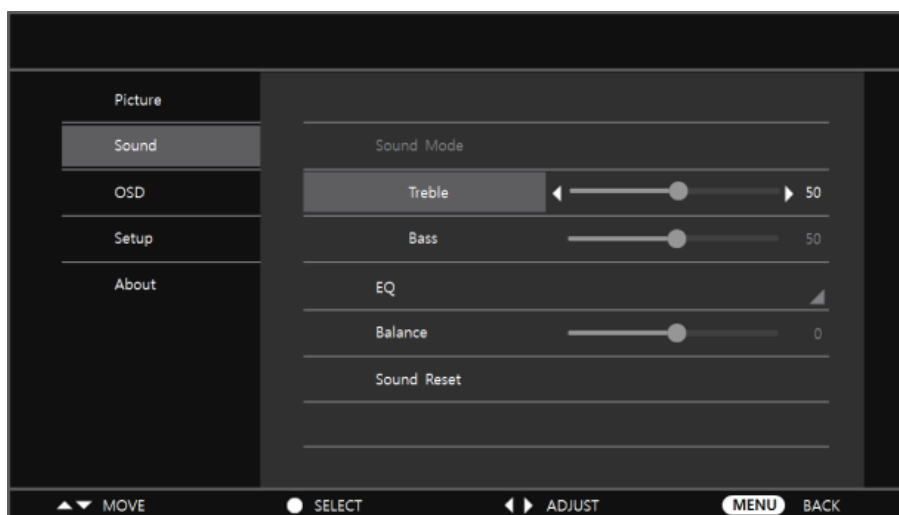 Picture
Sound
OSD
Setup
About
Sound Mode
Treble 50
Bass 50
EQ
Balance 0
Sound Reset
MOVE SELECT ADJUST MENU BACK